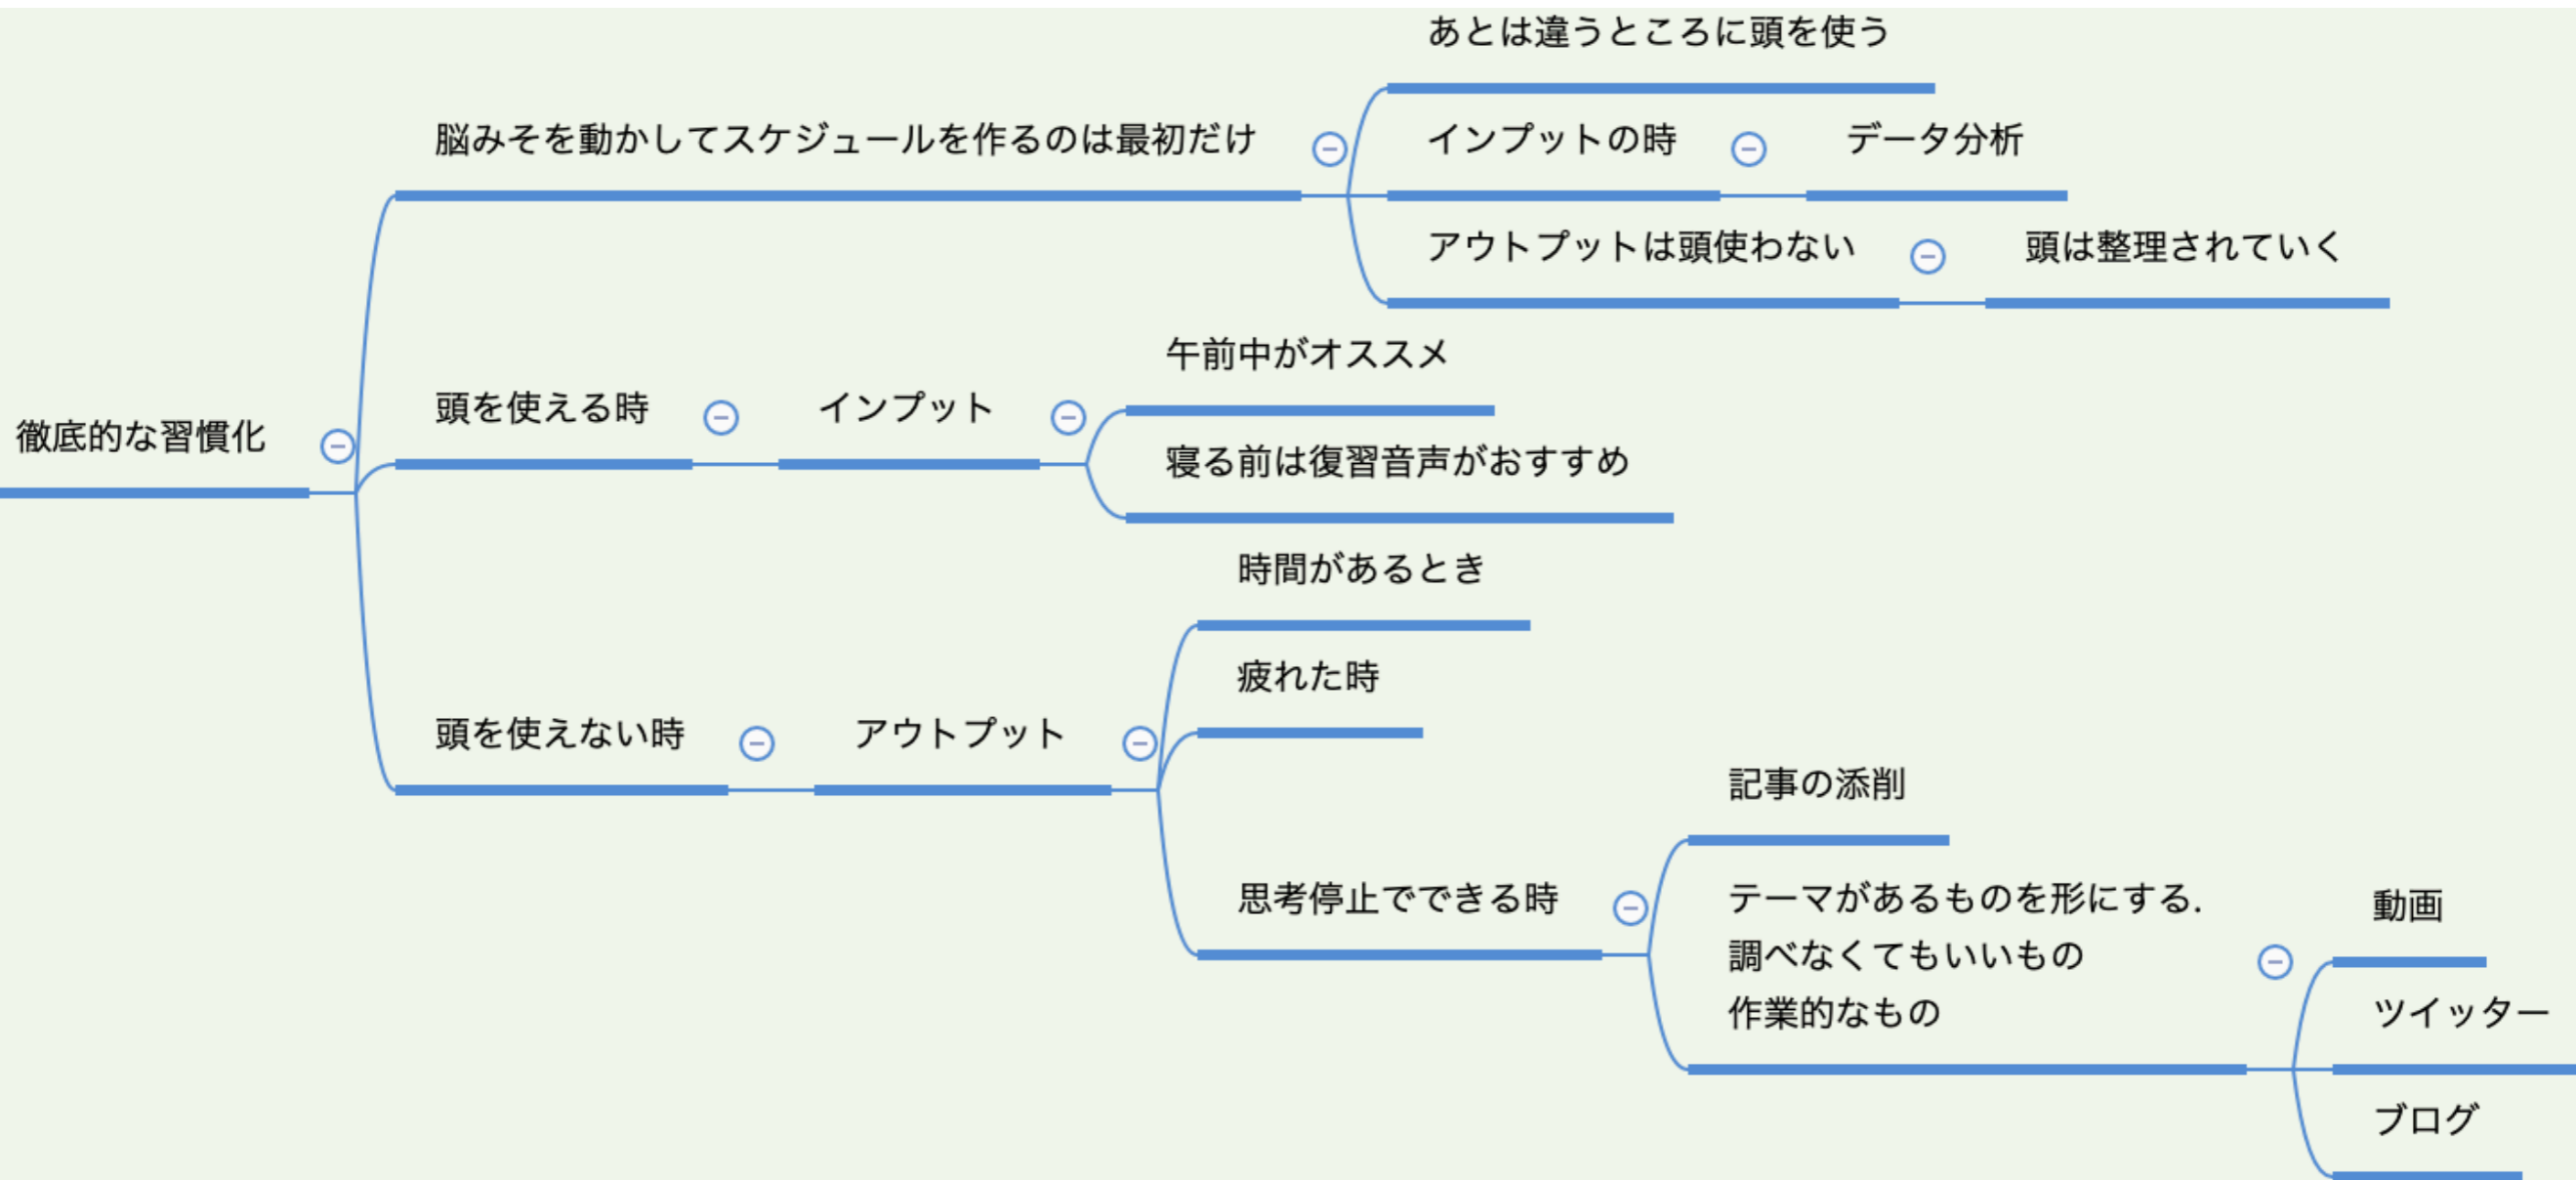 あとは違うところに頭を使う
脳みそを動かしてスケジュールを作るのは最初だけ
インプットの時
データ分析
アウトプットは頭使わない
頭は整理されていく
午前中がオススメ
頭を使える時
インプット
徹底的な習慣化
寝る前は復習音声がおすすめ
時間があるとき
疲れた時
頭を使えない時
アウトプット
記事の添削
思考停止でできる時
テーマがあるものを形にする.
調べなくてもいいもの
作業的なもの
動画
ツイッター
ブログ